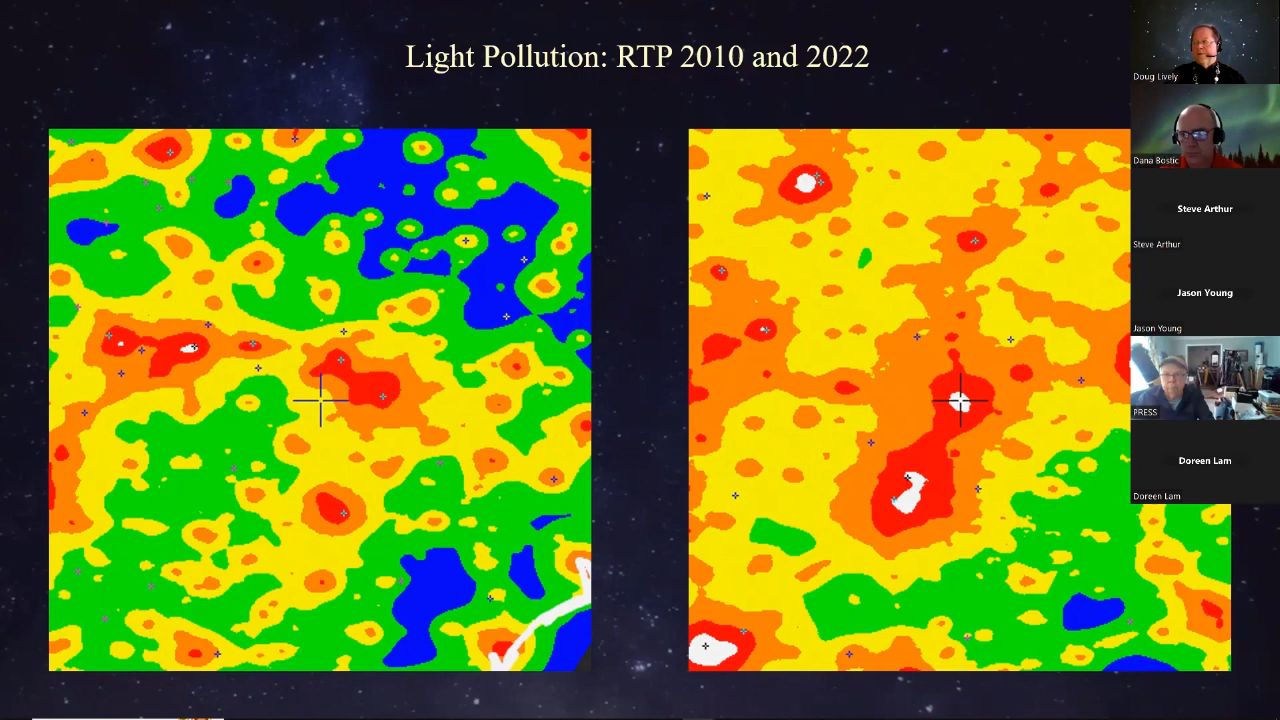 Light Pollution: RTP 2010 and 2022
Doug Lively
Dana Bostic
Steve Arthur
Steve Arthur
Jason Young
Jason Young
PRESS
Doreen Lam
Doreen Lam